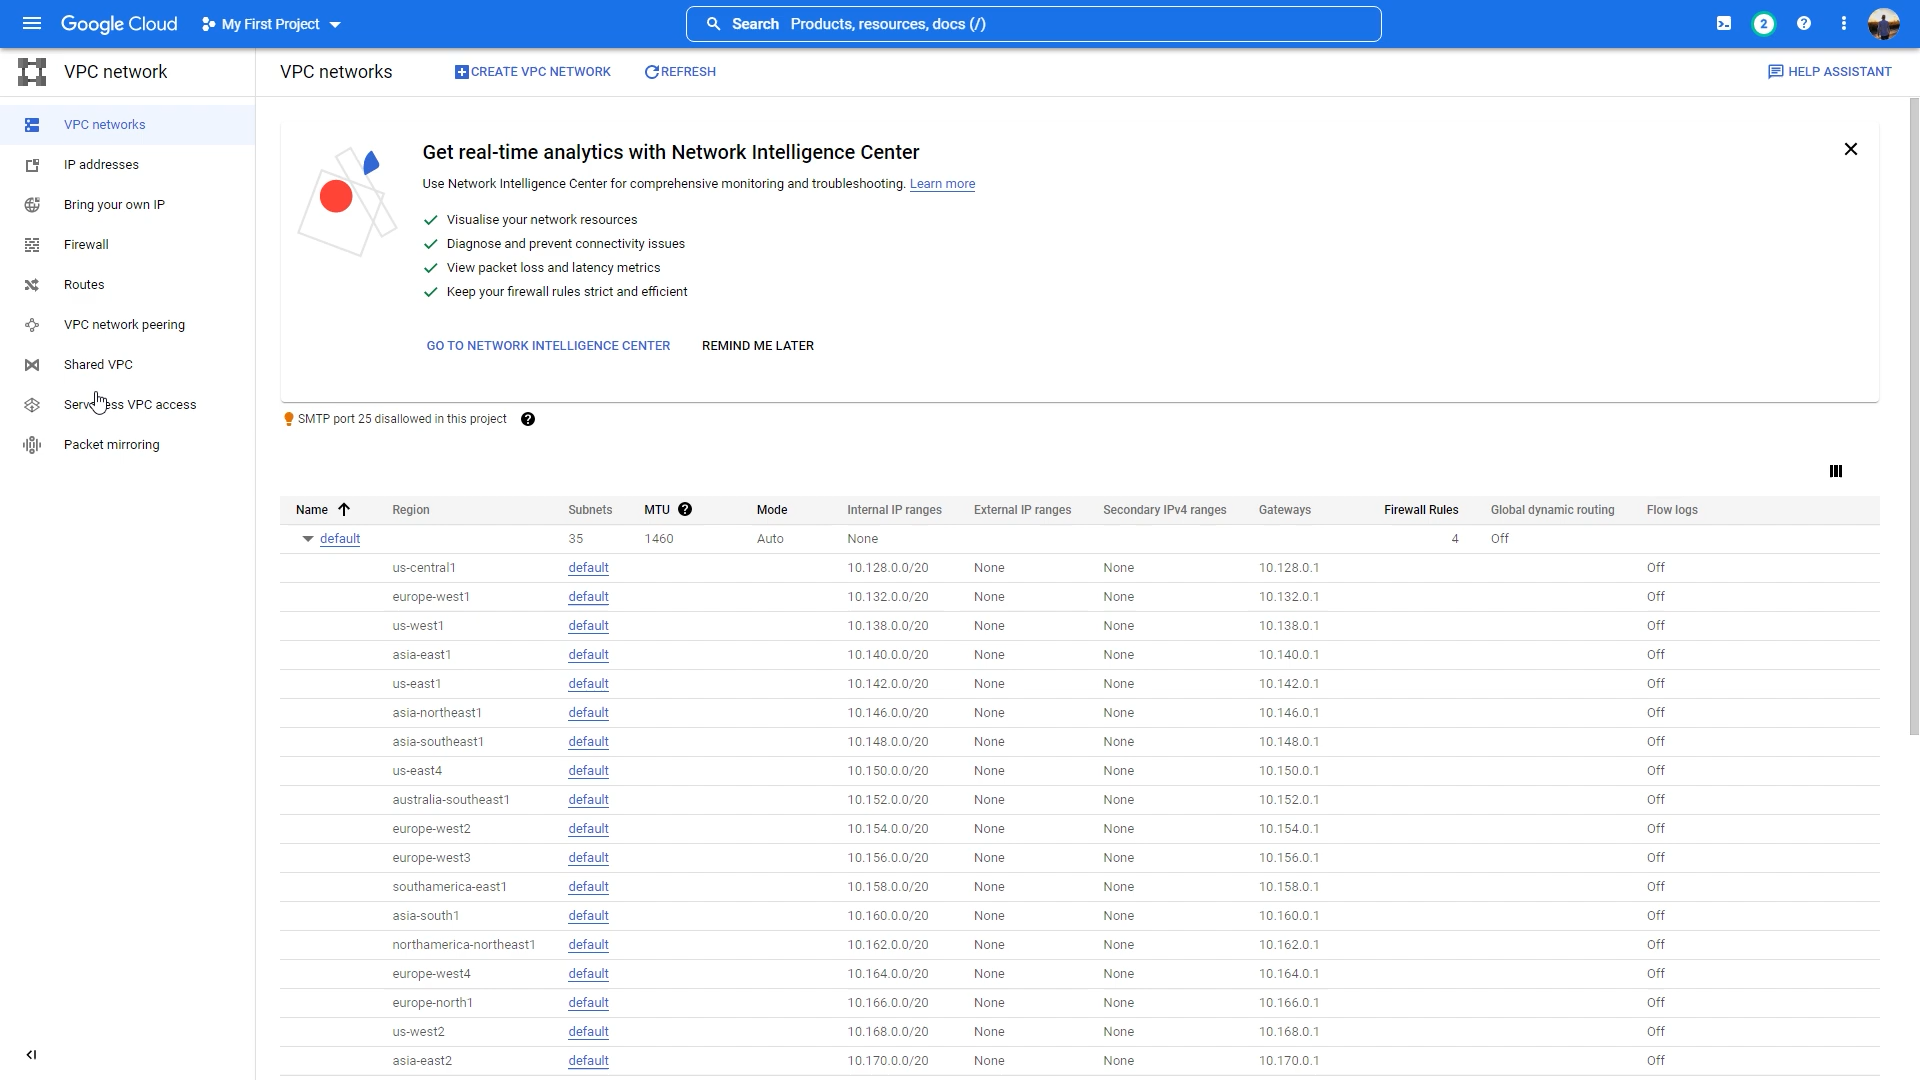 Google Cloud My First Project Search Products, resources, docs (/) 2
VPC network
VPC networks CREATE VPC NETWORK REFRESH HELP ASSISTANT
VPC networks
IP addresses
Bring your own IP
Firewall
Routes
VPC network peering
Shared VPC
VPC access
Packet mirroring
Get real-time analytics with Network Intelligence Center
Use Network Intelligence Center for comprehensive monitoring and troubleshooting. Learn more
Visualise your network resources
Diagnose and prevent connectivity issues
View packet loss and latency metrics
Keep your firewall rules strict and efficient
GO TO NETWORK INTELLIGENCE CENTER REMIND ME LATER
SMTP port 25 disallowed in this project
Name Region Subnets MTU Mode Internal IP ranges External IP ranges Secondary IPv4 ranges Gateways Firewall Rules Global dynamic routing Flow logs
default 35 1460 Auto None 4 Off
us-central1 default 10.128.0.0/20 None None 10.128.0.1 Off
europe-west1 default 10.132.0.0/20 None None 10.132.0.1 Off
us-west1 default 10.138.0.0/20 None None 10.138.0.1 Off
asia-east1 default 10.140.0.0/20 None None 10.140.0.1 Off
us-east1 default 10.142.0.0/20 None None 10.142.0.1 Off
asia-northeast1 default 10.146.0.0/20 None None 10.146.0.1 Off
asia-southeast1 default 10.148.0.0/20 None None 10.148.0.1 Off
us-east4 default 10.150.0.0/20 None None 10.150.0.1 Off
australia-southeast1 default 10.152.0.0/20 None None 10.152.0.1 Off
europe-west2 default 10.154.0.0/20 None None 10.154.0.1 Off
europe-west3 default 10.156.0.0/20 None None 10.156.0.1 Off
southamerica-east1 default 10.158.0.0/20 None None 10.158.0.1 Off
asia-south1 default 10.160.0.0/20 None None 10.160.0.1 Off
northamerica-northeast1 default 10.162.0.0/20 None None 10.162.0.1 Off
europe-west4 default 10.164.0.0/20 None None 10.164.0.1 Off
europe-north1 default 10.166.0.0/20 None None 10.166.0.1 Off
us-west2 default 10.168.0.0/20 None None 10.168.0.1 Off
asia-east2 default 10.170.0.0/20 None None 10.170.0.1 Off